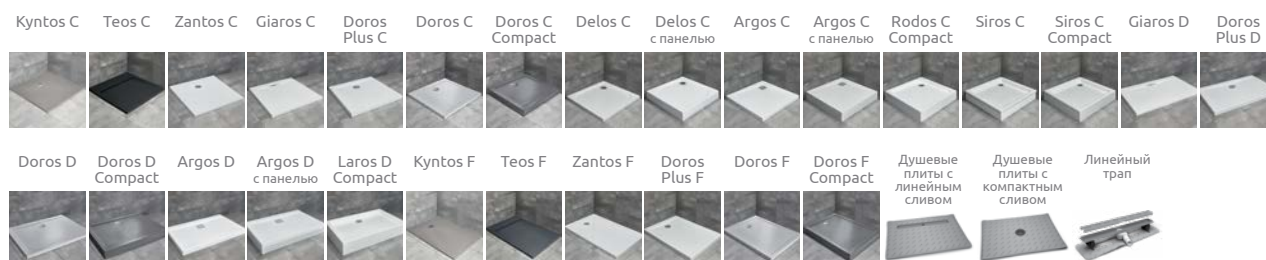 Kyntos C
Teos C
Zantos C
Giaros C
Doros
Plus C
Doros C
Doros C
Compact
Delos C
Delos C
с панелью
Argos C
Argos C
с панелью
Rodos C
Compact
Siros C
Siros C
Compact
Giaros D
Doros
Plus D
Doros D
Doros D
Compact
Argos D
Argos D
с панелью
Laros D
Compact
Kyntos F
Teos F
Zantos F
Doros
Plus F
Doros F
Doros F
Compact
Душевые
плиты с
линейным
сливом
Душевые
плиты с
компактным
сливом
Линейный
трап